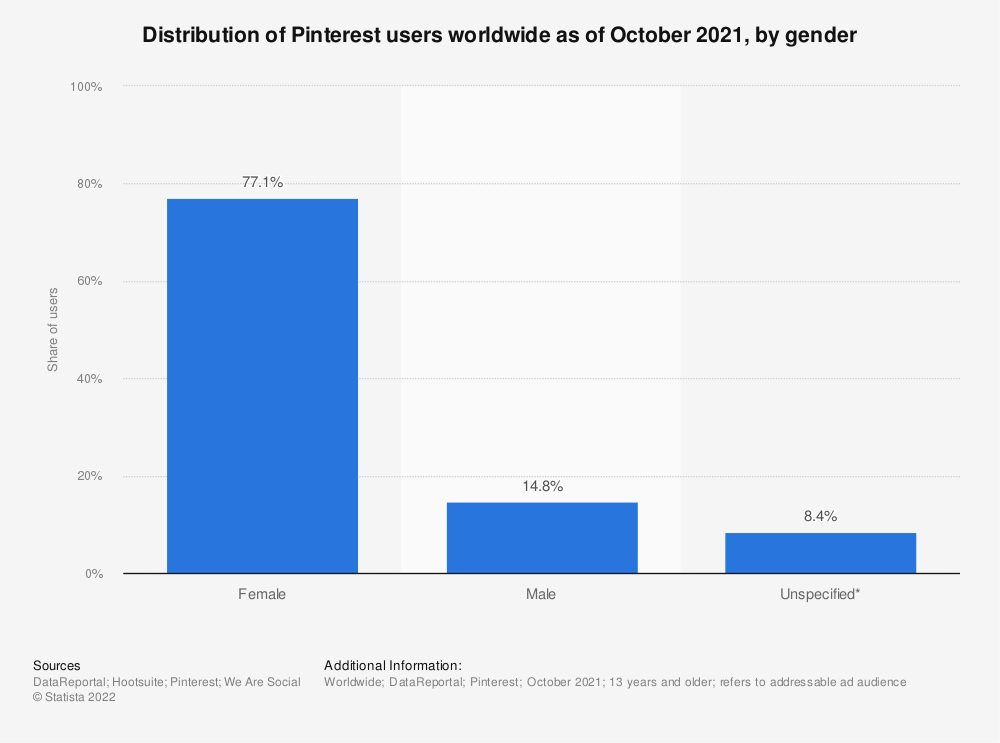 Distribution of Pinterest users worldwide as of October 2021, by gender
100%
80%
60%
40%
20%
0%
Share of users
77.1%
14.8%
8.4%
Female
Male
Unspecified*
Sources
DataReportal; Hootsuite; Pinterest; We Are Social
© Statista 2022
Additional Information:
Worldwide; DataReportal; Pinterest; October 2021; 13 years and older; refers to addressable ad audience